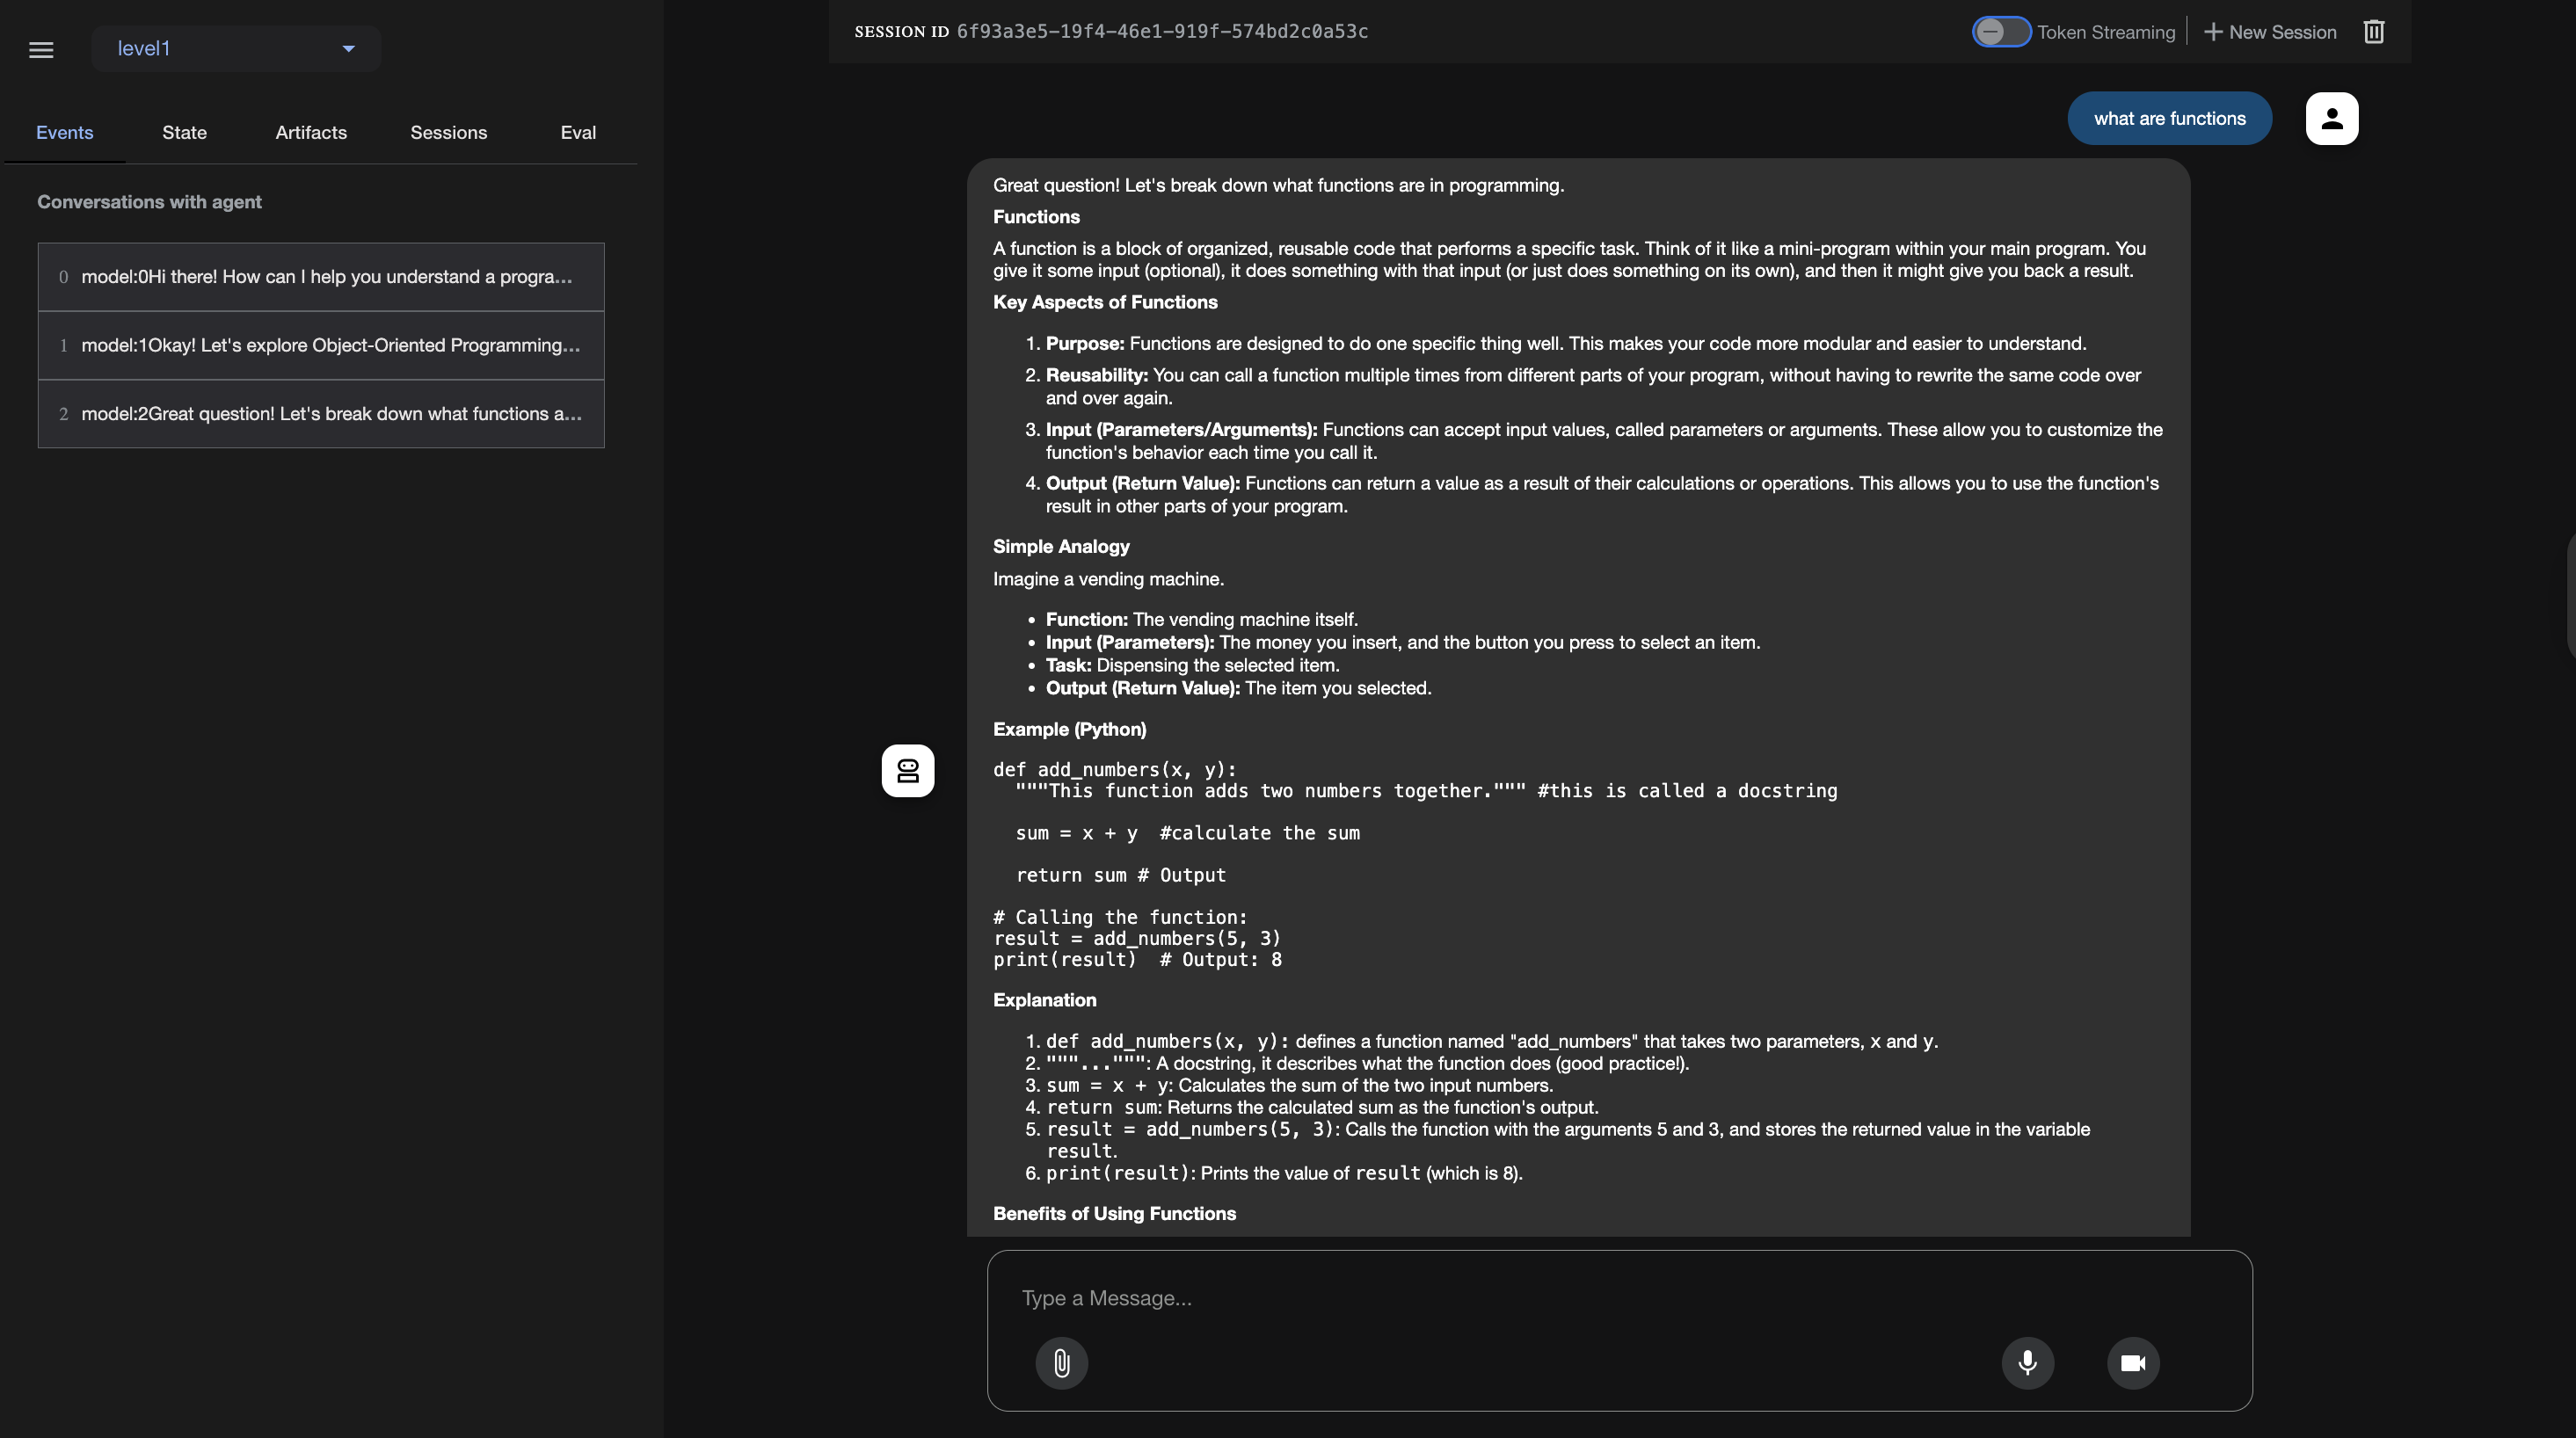 level1
SESSION ID 6f93a3e5-19f4-46e1-919f-574bd2c0a53c
Token Streaming
New Session
Events
State
Artifacts
Sessions
Eval
Conversations with agent
0 model:0Hi there! How can I help you understand a progra...
1 model:1Okay! Let's explore Object-Oriented Programming...
2 model:2Great question! Let's break down what functions a...
what are functions
Great question! Let's break down what functions are in programming.
Functions
A function is a block of organized, reusable code that performs a specific task. Think of it like a mini-program within your main program. You
give it some input (optional), it does something with that input (or just does something on its own), and then it might give you back a result.
Key Aspects of Functions
1. Purpose: Functions are designed to do one specific thing well. This makes your code more modular and easier to understand.
2. Reusability: You can call a function multiple times from different parts of your program, without having to rewrite the same code over
and over again.
3. Input (Parameters/Arguments): Functions can accept input values, called parameters or arguments. These allow you to customize the
function's behavior each time you call it.
4. Output (Return Value): Functions can return a value as a result of their calculations or operations. This allows you to use the function's
result in other parts of your program.
Simple Analogy
Imagine a vending machine.
• Function: The vending machine itself.
• Input (Parameters): The money you insert, and the button you press to select an item.
• Task: Dispensing the selected item.
• Output (Return Value): The item you selected.
Example (Python)
def add_numbers(x, y):
  """This function adds two numbers together.""" #this is called a docstring
  sum = x + y  #calculate the sum
  return sum # Output
# Calling the function:
result = add_numbers(5, 3)
print(result)  # Output: 8
Explanation
1. def add_numbers(x, y): defines a function named "add_numbers" that takes two parameters, x and y.
2. """...""": A docstring, it describes what the function does (good practice!).
3. sum = x + y: Calculates the sum of the two input numbers.
4. return sum: Returns the calculated sum as the function's output.
5. result = add_numbers(5, 3): Calls the function with the arguments 5 and 3, and stores the returned value in the variable
result.
6. print(result): Prints the value of result (which is 8).
Benefits of Using Functions
Type a Message...